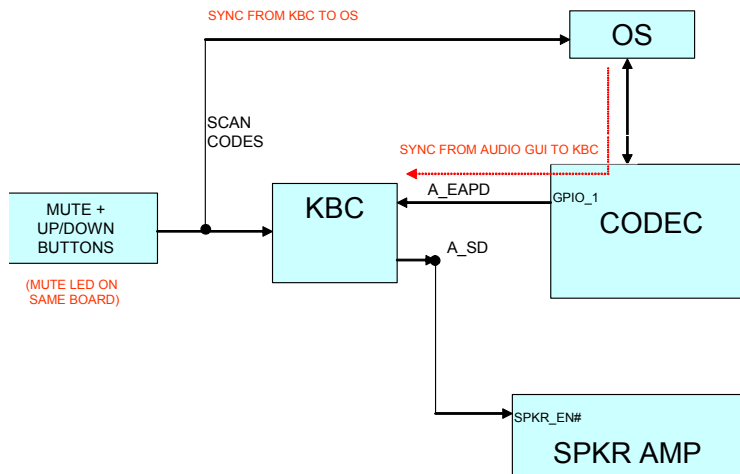 SYNC FROM KBC TO OS
OS
SCAN
CODES
SYNC FROM AUDIO GUI TO KBC
MUTE +
UP/DOWN
BUTTONS
KBC
A_EAPD
GPIO_1
CODEC
A_SD
(MUTE LED ON
SAME BOARD)
SPKR_EN#
SPKR AMP